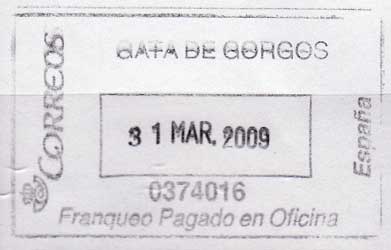 CORREOS
GATA DE GORGOS
31 MAR. 2009
0374016
Franqueo Pagado en Oficina
España